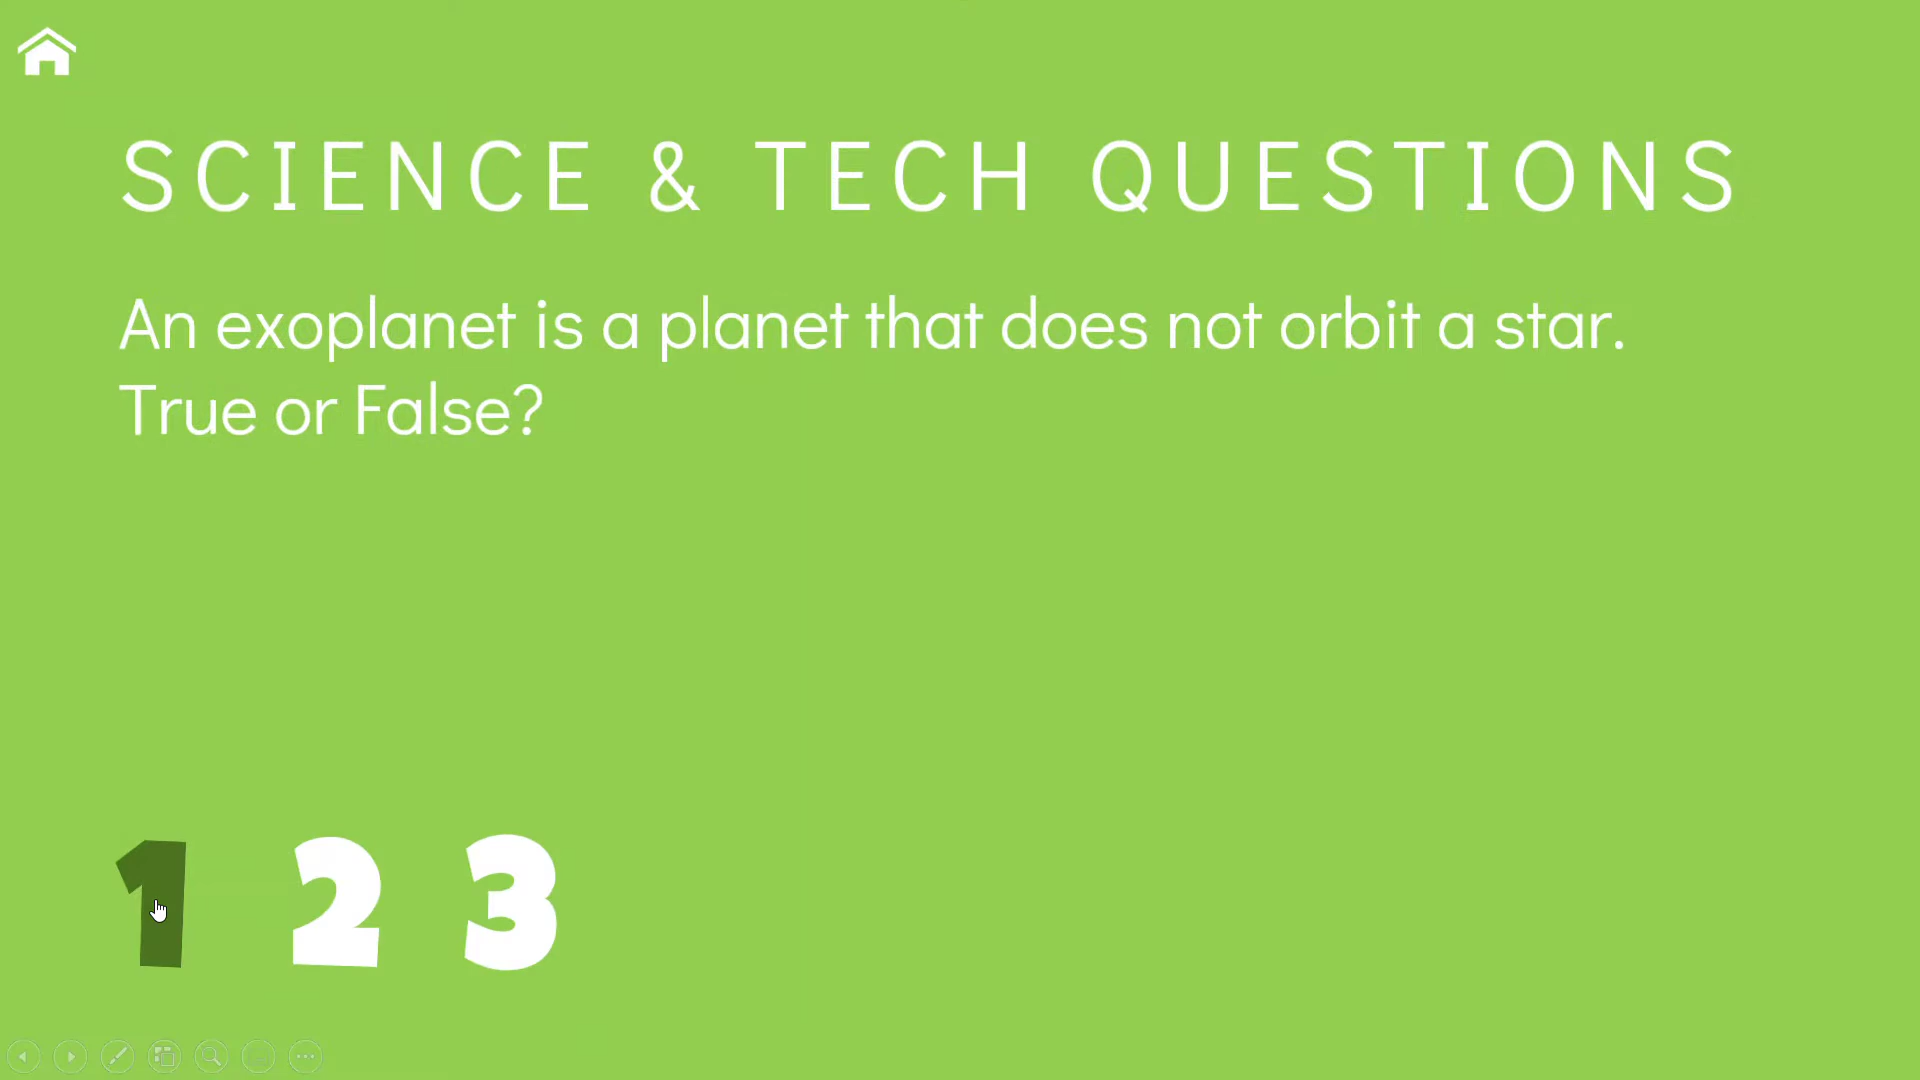 SCIENCE & TECH QUESTIONS
An exoplanet is a planet that does not orbit a star.
True or False?
1 2 3